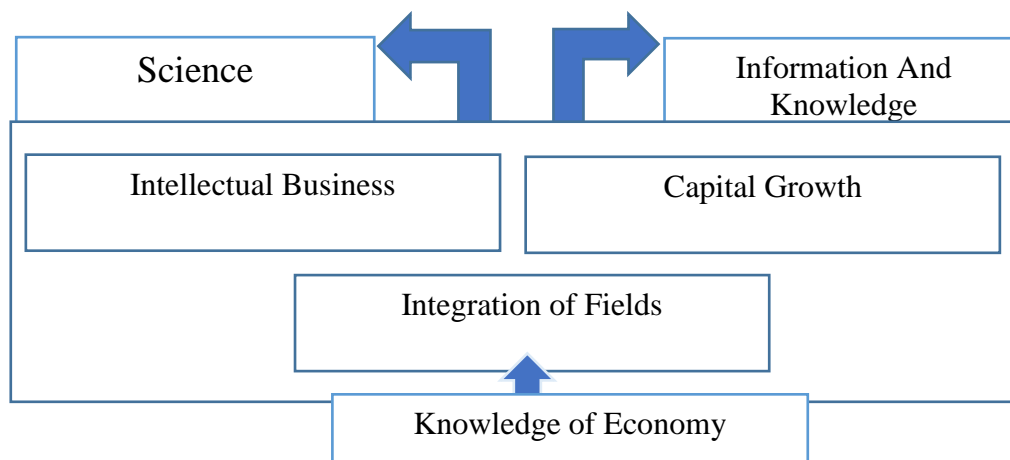 Science
Information And
Knowledge
Intellectual Business
Capital Growth
Integration of Fields
Knowledge of Economy